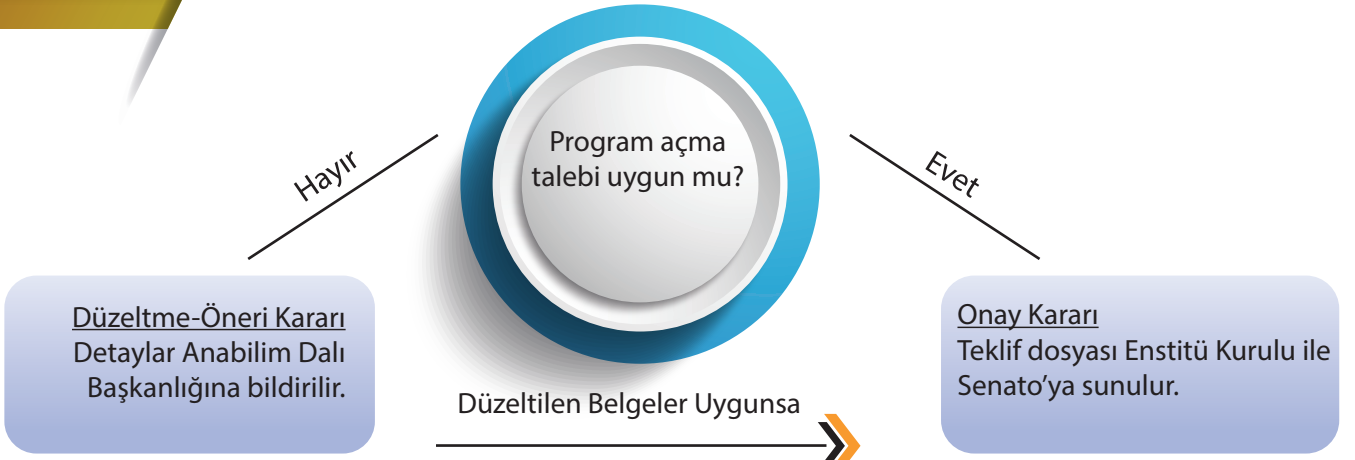 Program açma
talebi uygun mu?
Hayır
Evet
Düzeltme-Öneri Kararı
Detaylar Anabilim Dalı
Başkanlığına bildirilir.
Düzeltilen Belgeler Uygunsa
Onay Kararı
Teklif dosyası Enstitü Kurulu ile
Senato’ya sunulur.